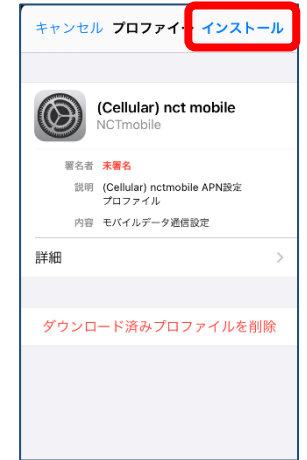 キャンセル プロファイ インストール
(Cellular) nct mobile
NCTmobile
署名者 未署名
説明 (Cellular) nctmobile APN設定
プロファイル
内容 モバイルデータ通信設定
詳細
ダウンロード済みプロファイルを削除